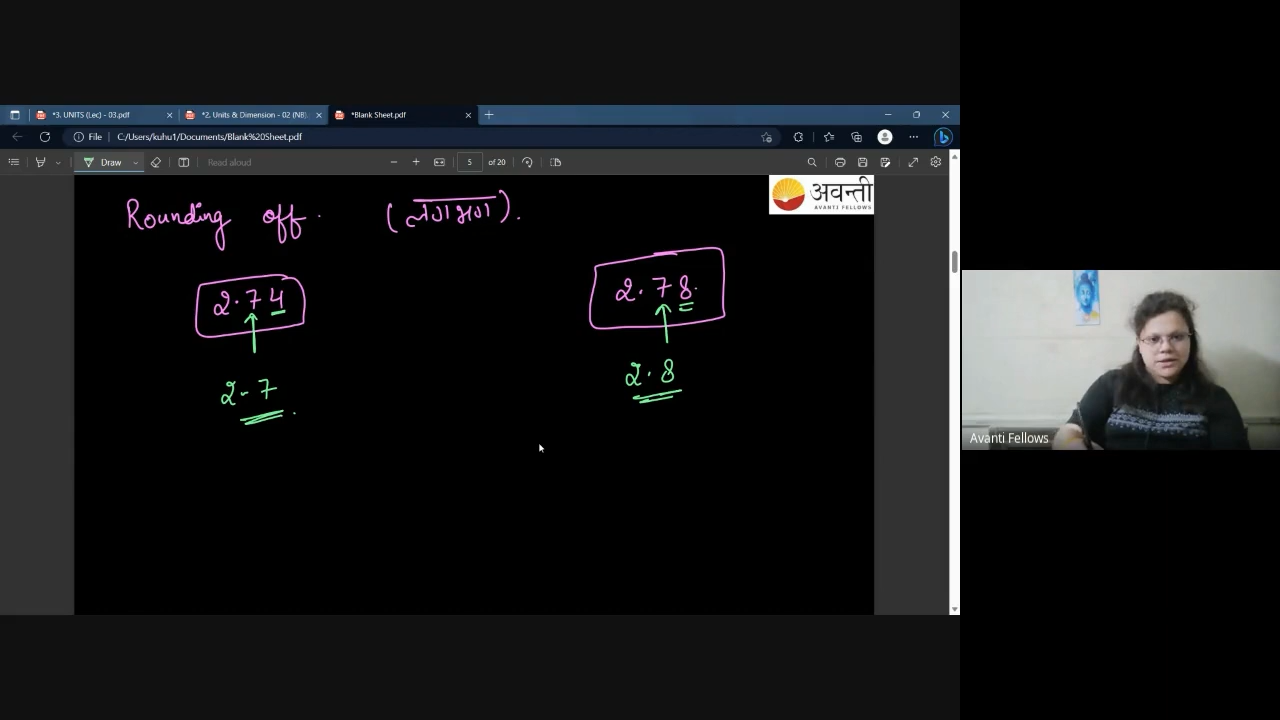 *3. UNITS (Lec) - 03.pdf
*2. Units & Dimension - 02 (NB)
*Blank Sheet.pdf
File
C:/Users/kuhu1/Documents/Blank%20Sheet.pdf
Draw
Read aloud
5 of 20
Rounding off. (लगभग).
अवन्ती
AVANTI FELLOWS
2.74
2.78.
2.7
2.8
Avanti Fellows